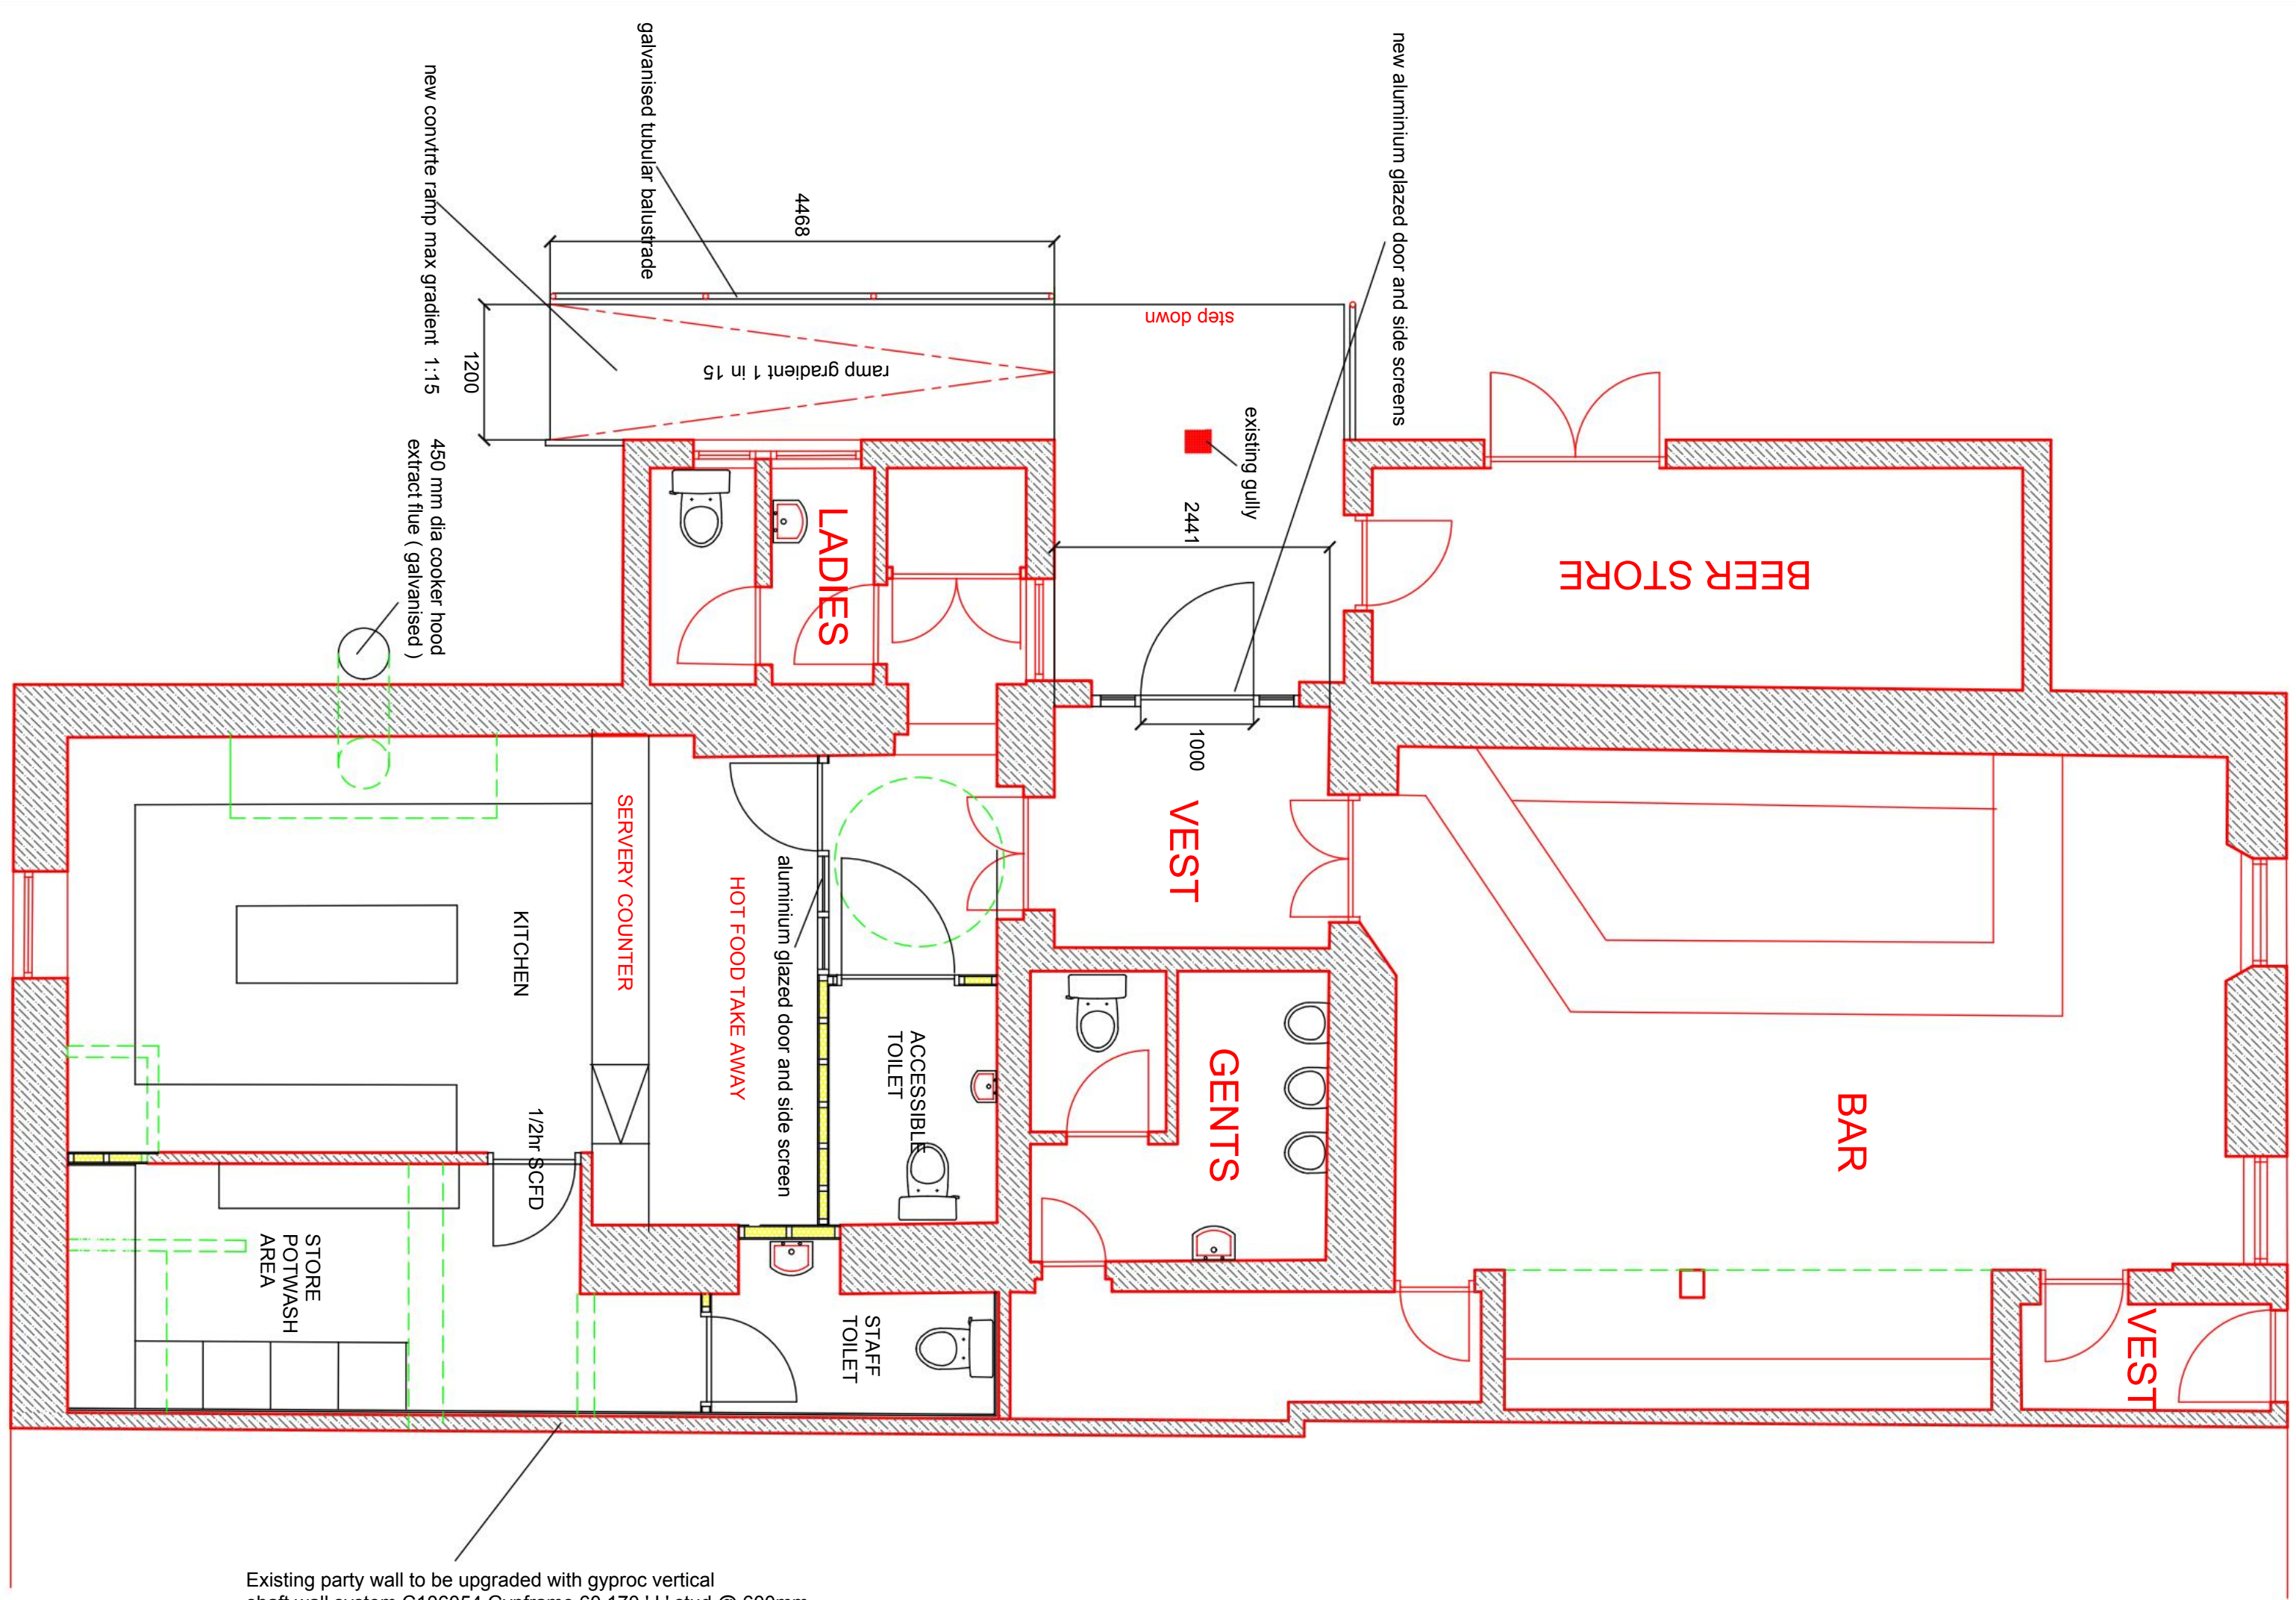 galvanised tubular balustrade
new convtrte ramp max gradient 1:15
4468
1200
ramp gradient 1 in 15
step down
new aluminium glazed door and side screens
existing gully
2441
1000
450 mm dia cooker hood
extract flue ( galvanised )
LADIES
BEER STORE
VEST
SERVERY COUNTER
HOT FOOD TAKE AWAY
aluminium glazed door and side screen
KITCHEN
ACCESSIBLE
TOILET
GENTS
BAR
1/2hr SCFD
STORE
POTWASH
AREA
STAFF
TOILET
VEST
Existing party wall to be upgraded with gyproc vertical